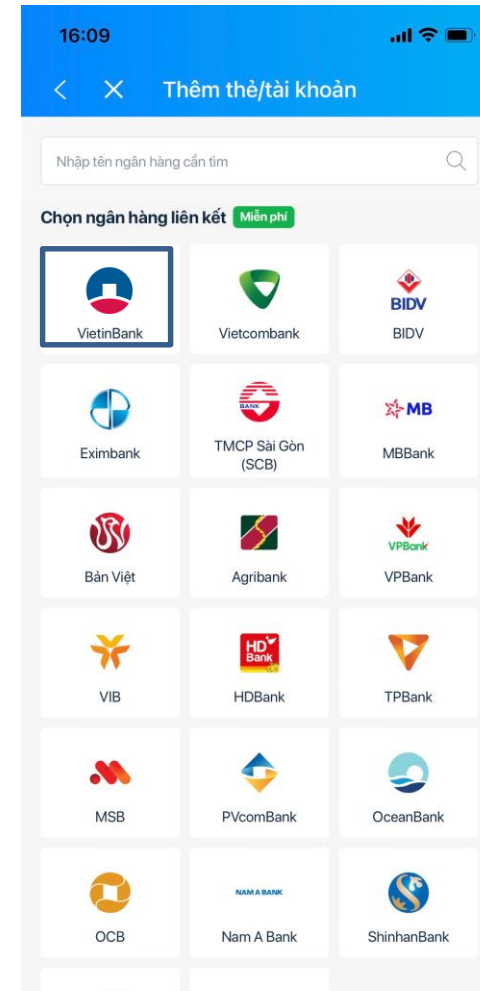 16:09
Thêm thẻ/tài khoản
Nhập tên ngân hàng cần tìm
Chọn ngân hàng liên kết Miễn phí
BIDV
VietinBank Vietcombank BIDV
BANK
MB
Eximbank TMCP Sài Gòn (SCB) MBBank
VPBank
Bản Việt Agribank VPBank
HD
Bank
VIB HDBank TPBank
MSB PVcomBank OceanBank
NAM A BANK
OCB Nam A Bank ShinhanBank